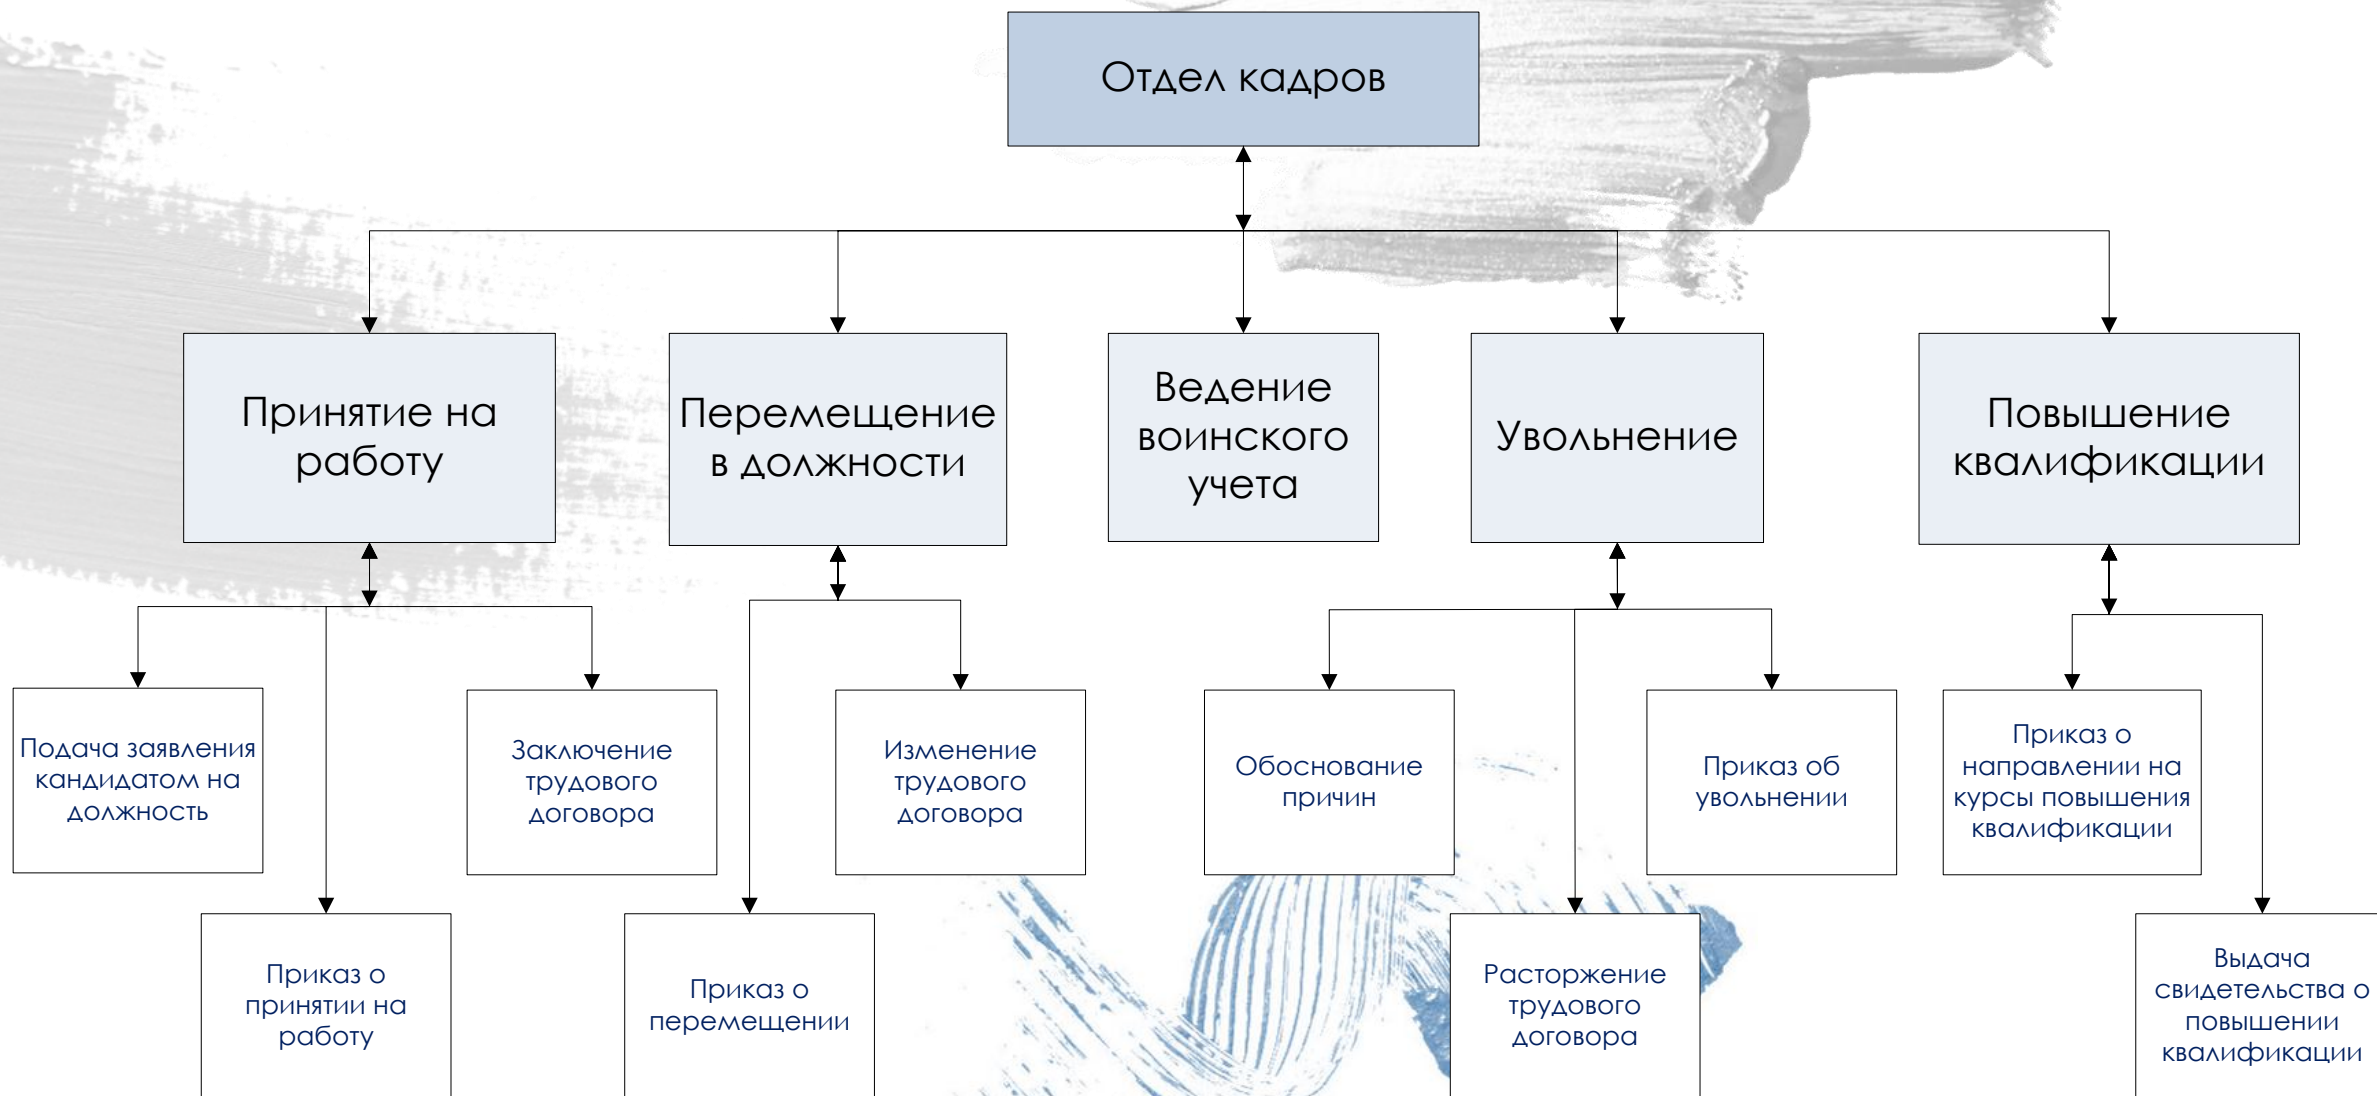 Отдел кадров
Принятие на
работу
Перемещение
в должности
Ведение
воинского
учета
Увольнение
Повышение
квалификации
Подача заявления
кандидатом на
должность
Заключение
трудового
договора
Изменение
трудового
договора
Обоснование
причин
Приказ об
увольнении
Приказ о
направлении на
курсы повышения
квалификации
Приказ о
принятии на
работу
Приказ о
перемещении
Расторжение
трудового
договора
Выдача
свидетельства о
повышении
квалификации